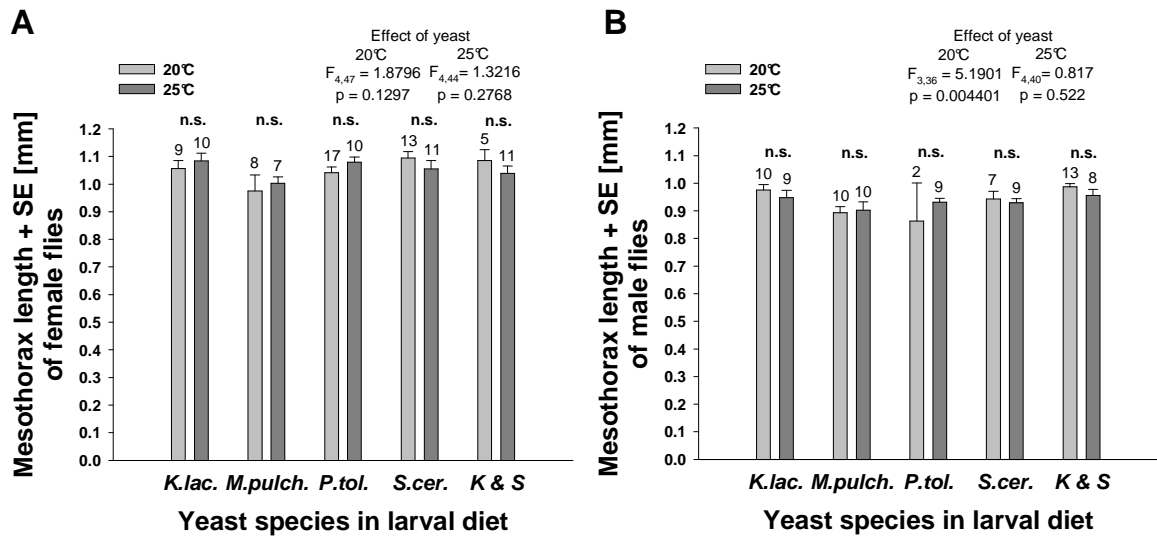 A
Effect of yeast
20°C 25°C
F4,47 = 1.8796 F4,44= 1.3216
p = 0.1297 p = 0.2768
20°C
25°C
n.s. n.s. n.s. n.s. n.s.
9 10 8 7 17 10 13 11 5 11
Mesothorax length + SE [mm]
of female flies
1.2
1.1
1.0
0.9
0.8
0.7
0.6
0.5
0.4
0.3
0.2
0.1
0.0
K.lac. M.pulch. P.tol. S.cer. K & S
Yeast species in larval diet
B
Effect of yeast
20°C 25°C
F3,36 = 5.1901 F4,40= 0.817
p = 0.004401 p = 0.522
20°C
25°C
n.s. n.s. n.s. n.s. n.s.
10 9 10 10 2 9 7 9 13 8
Mesothorax length + SE [mm]
of male flies
1.2
1.1
1.0
0.9
0.8
0.7
0.6
0.5
0.4
0.3
0.2
0.1
0.0
K.lac. M.pulch. P.tol. S.cer. K & S
Yeast species in larval diet